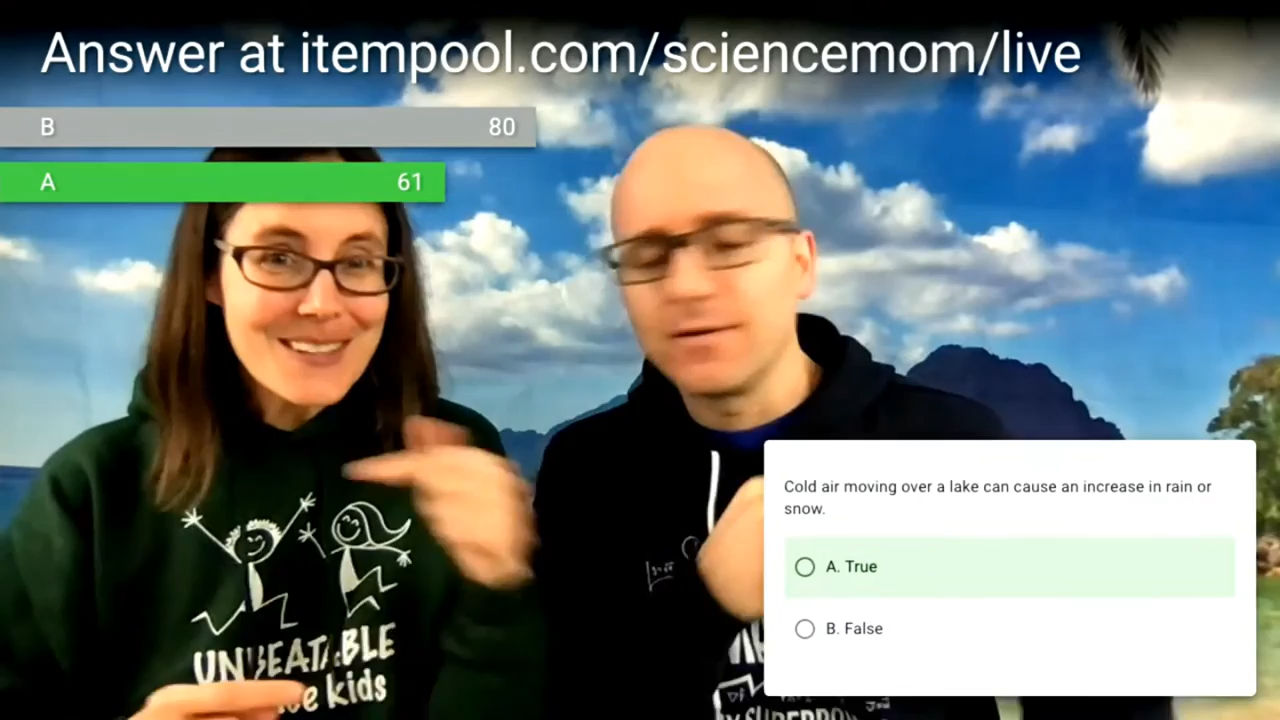 Answer at itempool.com/sciencemom/live
B 80
A 61
Cold air moving over a lake can cause an increase in rain or
snow.
A. True
B. False
kids